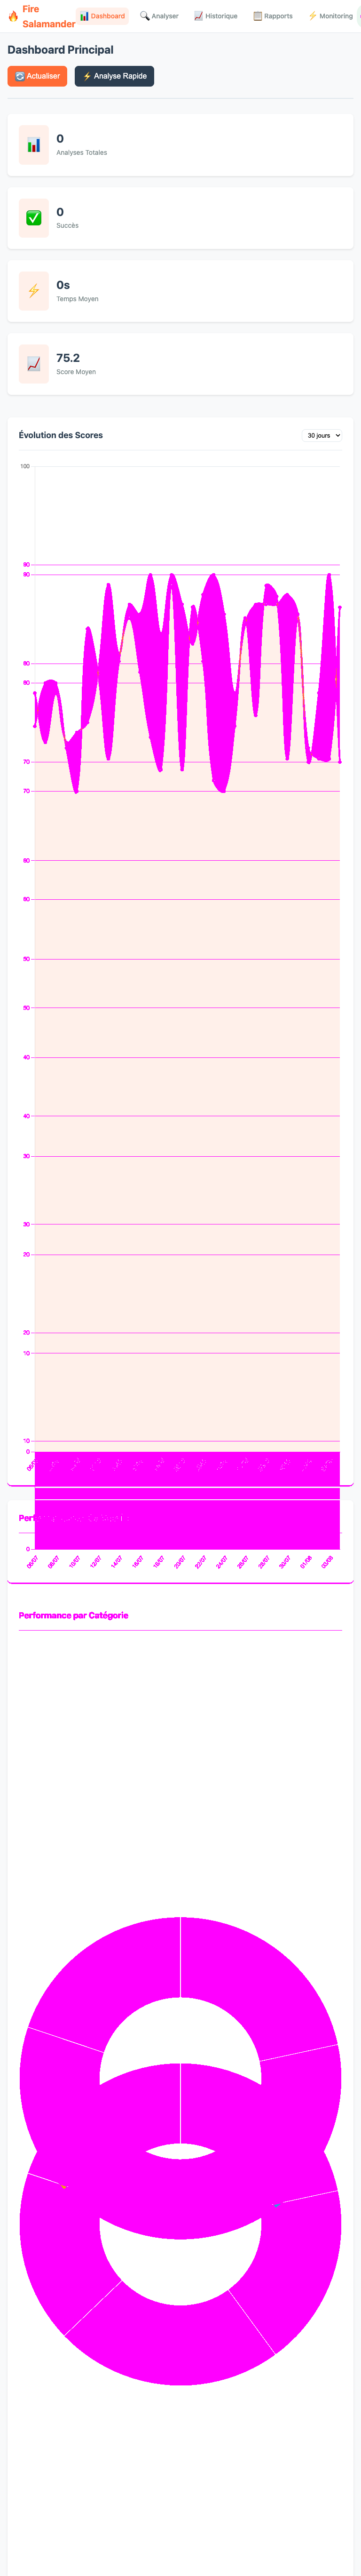 🔥 Fire Salamander
📊 Dashboard
🔍 Analyser
📈 Historique
📋 Rapports
⚡ Monitoring
Dashboard Principal
🔄 Actualiser
⚡ Analyse Rapide
0
Analyses Totales
0
Succès
0s
Temps Moyen
75.2
Score Moyen
Évolution des Scores
30 jours
100
90
90
80
80
70
70
60
60
50
50
40
40
30
30
20
20
10
10
0
0
06/07 08/07 10/07 12/07 14/07 16/07 18/07 20/07 22/07 24/07 26/07 28/07 30/07 01/08 03/08
Performance par Catégorie